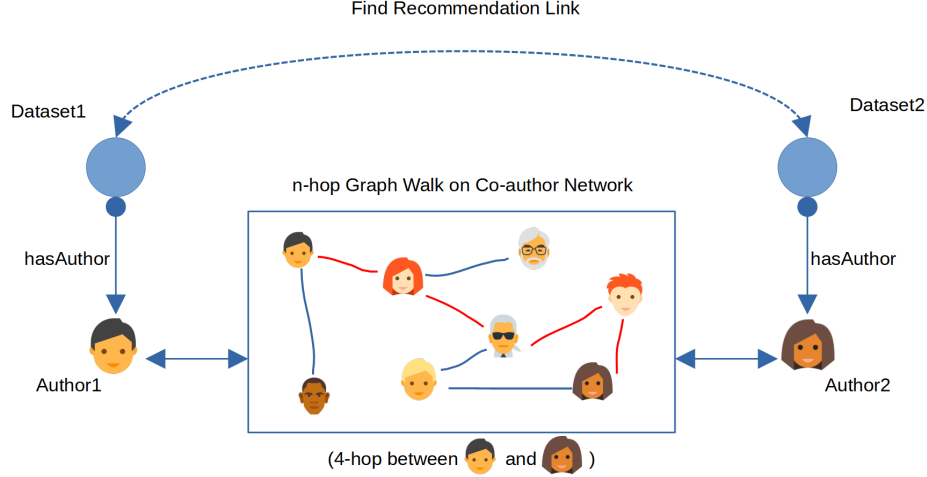 Find Recommendation Link
Dataset1
Dataset2
n-hop Graph Walk on Co-author Network
hasAuthor
hasAuthor
Author1
Author2
(4-hop between and )